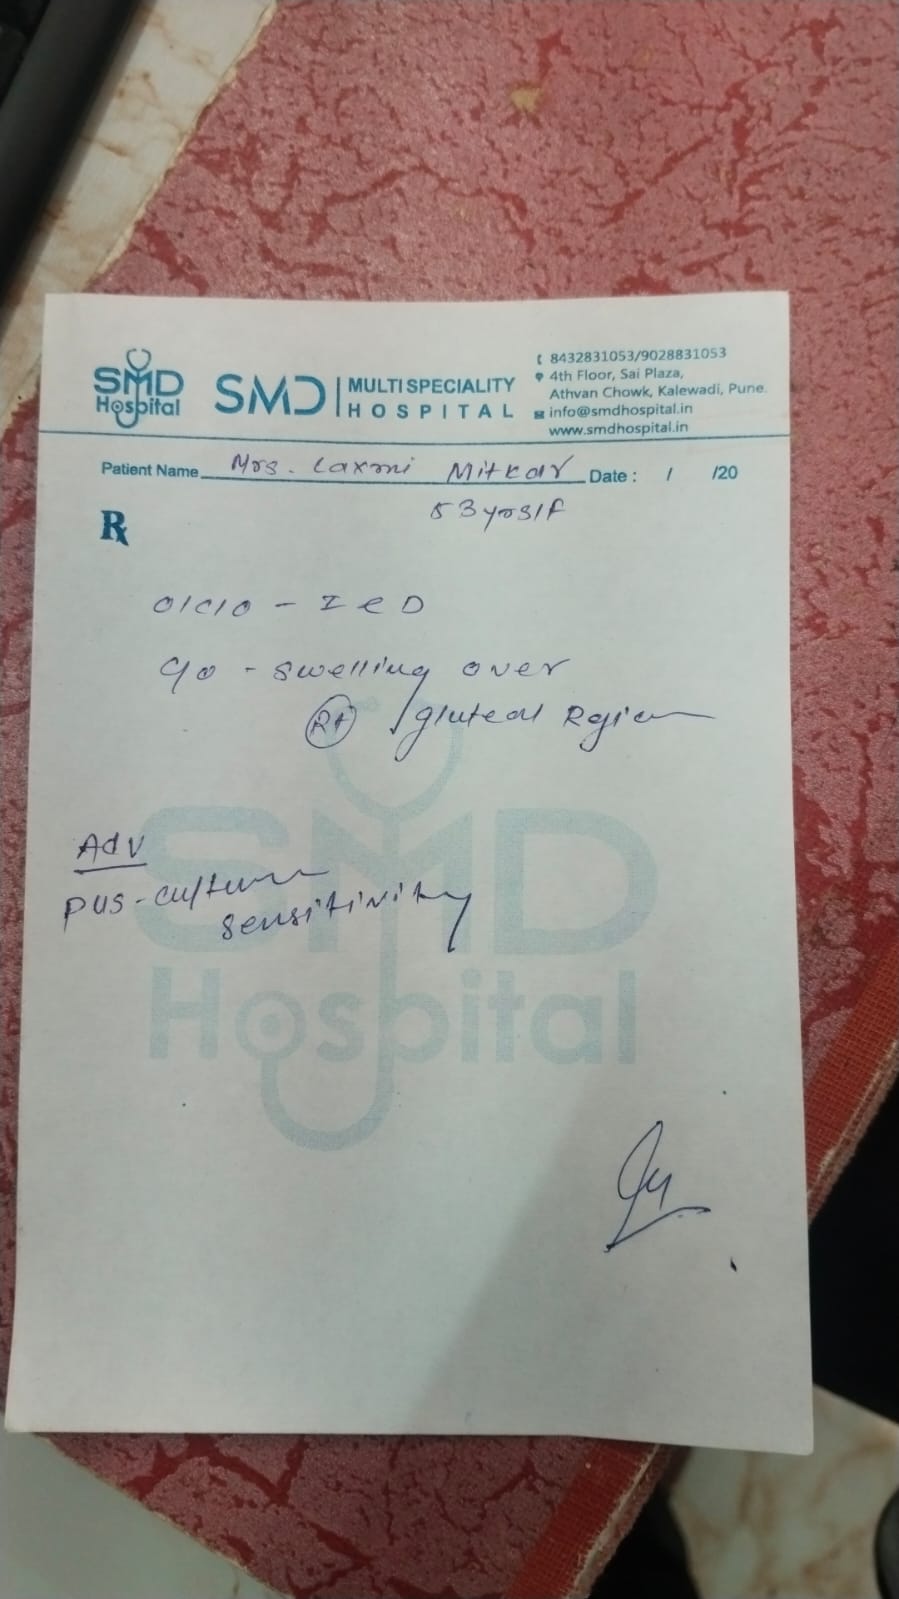 SMD
Hospital
SMD MULTISPECIALITY
HOSPITAL
8432831053/9028831053
4th Floor, Sai Plaza,
Athvan Chowk, Kalewadi, Pune.
info@smdhospital.in
www.smdhospital.in
Patient Name Mrs. Laxmi Mitkar Date : / /20
53yrs/F
Rx
O/C/O - I & D
C/O - swelling over
Rt gluteal Region
Adv
Pus-culture
sensitivity
SMD
Hospital